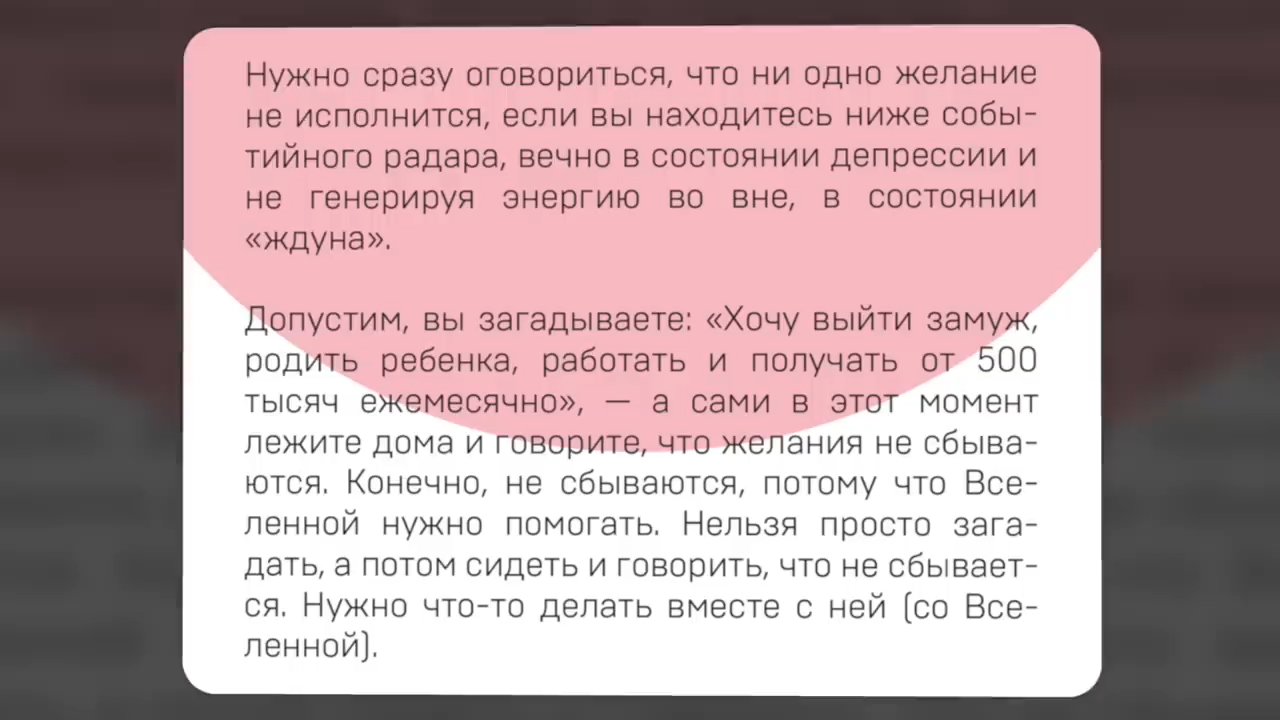 Нужно сразу оговориться, что ни одно желание
не исполнится, если вы находитесь ниже собы-
тийного радара, вечно в состоянии депрессии и
не генерируя энергию во вне, в состоянии
«ждуна».
Допустим, вы загадываете: «Хочу выйти замуж,
родить ребенка, работать и получать от 500
тысяч ежемесячно», — а сами в этот момент
лежите дома и говорите, что желания не сбыва-
ются. Конечно, не сбываются, потому что Все-
ленной нужно помогать. Нельзя просто зага-
дать, а потом сидеть и говорить, что не сбывает-
ся. Нужно что-то делать вместе с ней (со Все-
ленной).